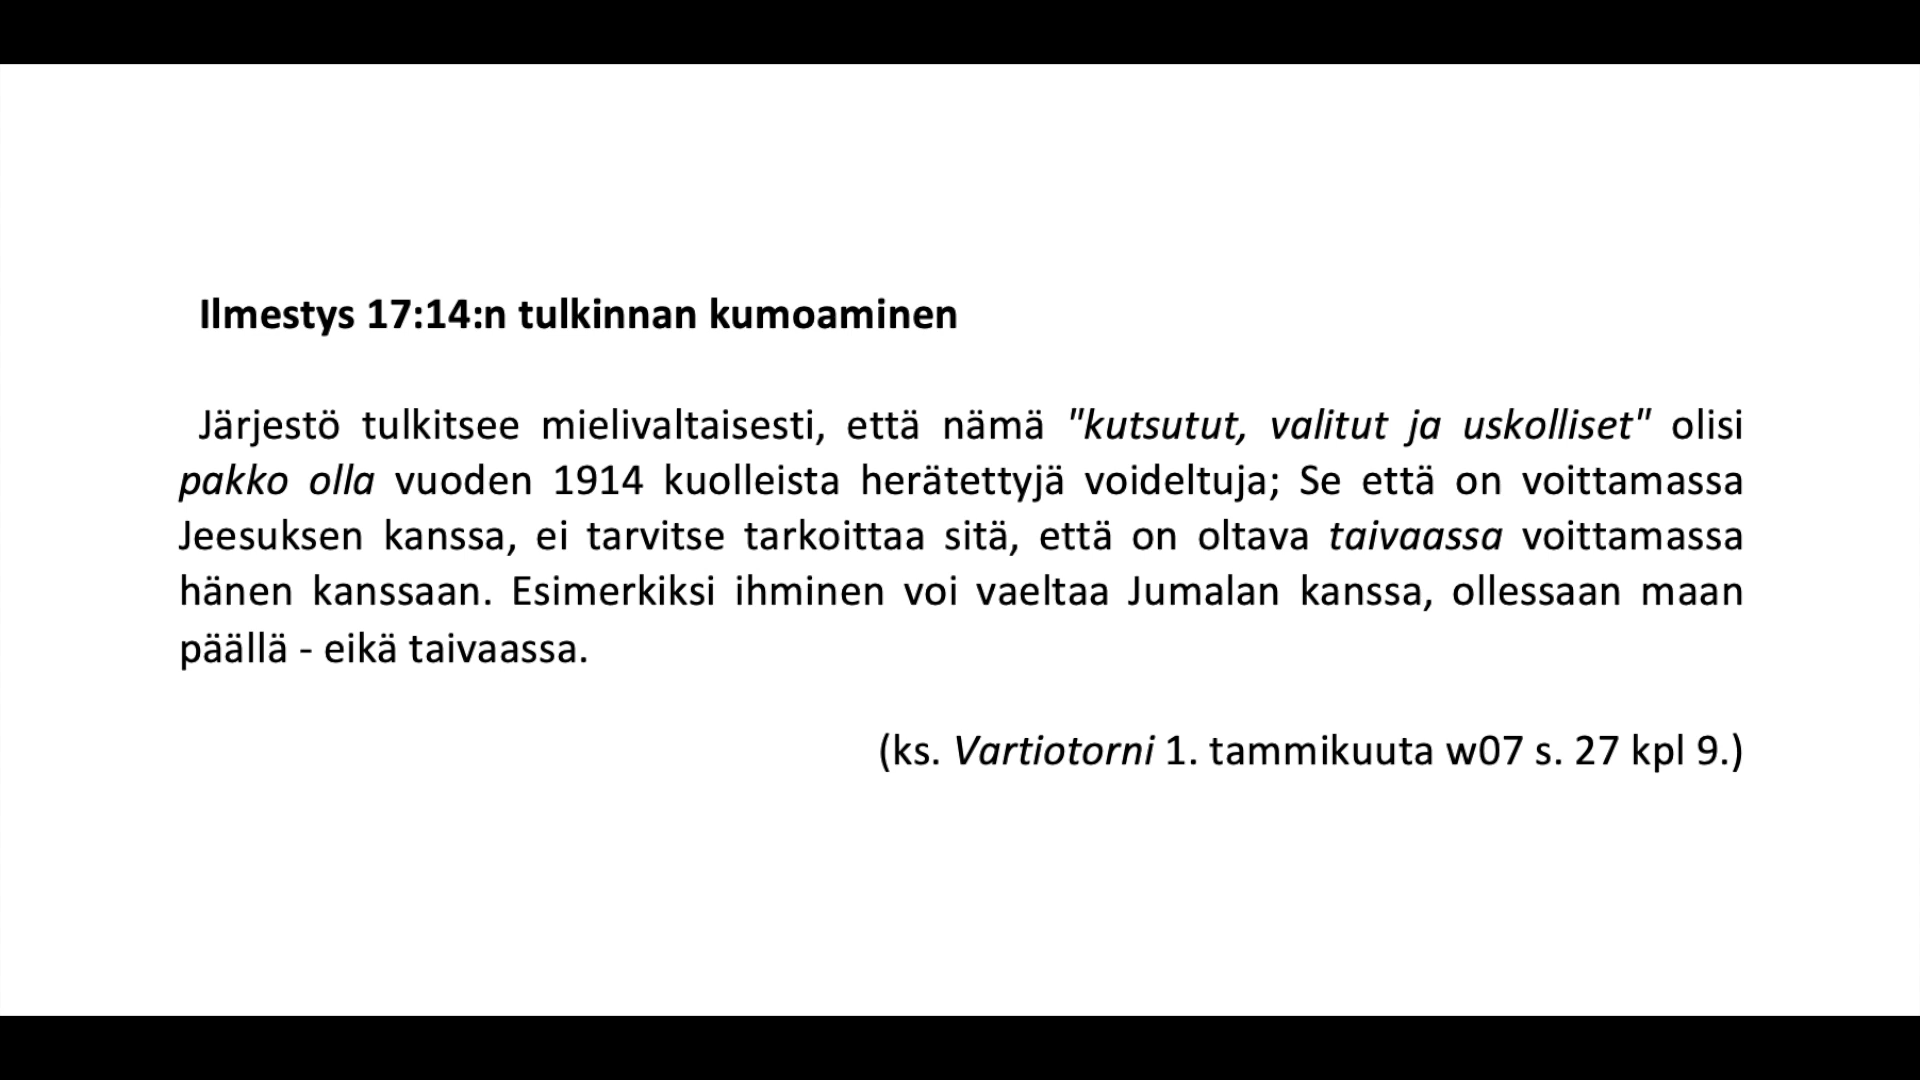 Ilmestys 17:14:n tulkinnan kumoaminen
Järjestö tulkitsee mielivaltaisesti, että nämä "kutsutut, valitut ja uskolliset" olisi
pakko olla vuoden 1914 kuolleista herätettyjä voideltuja; Se että on voittamassa
Jeesuksen kanssa, ei tarvitse tarkoittaa sitä, että on oltava taivaassa voittamassa
hänen kanssaan. Esimerkiksi ihminen voi vaeltaa Jumalan kanssa, ollessaan maan
päällä - eikä taivaassa.
(ks. Vartiotorni 1. tammikuuta w07 s. 27 kpl 9.)